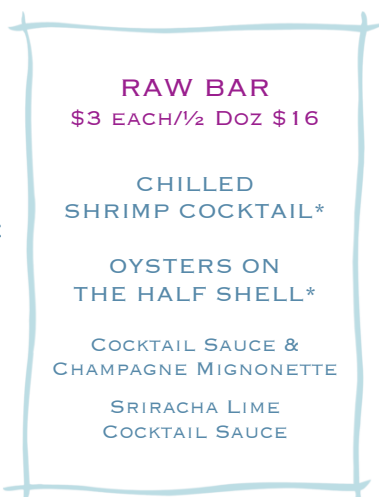 RAW BAR
$3 EACH/½ DOZ $16
CHILLED
SHRIMP COCKTAIL*
OYSTERS ON
THE HALF SHELL*
COCKTAIL SAUCE &
CHAMPAGNE MIGNONETTE
SRIRACHA LIME
COCKTAIL SAUCE